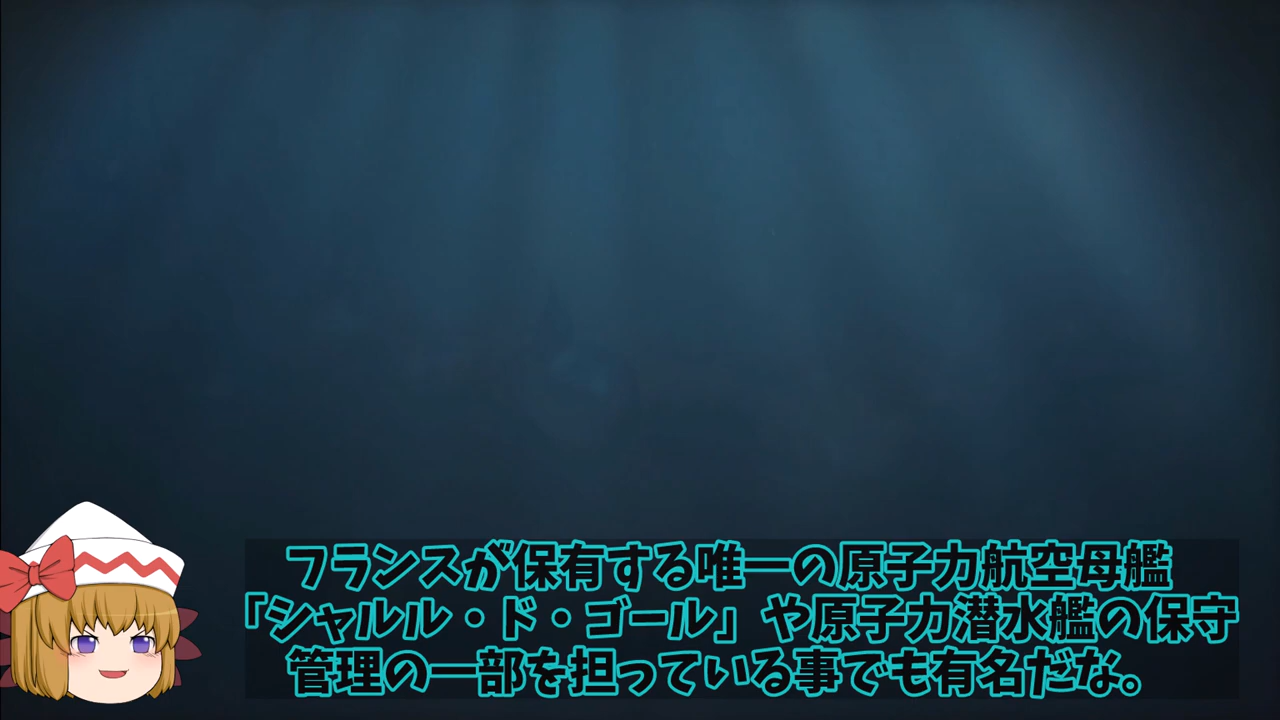 フランスが保有する唯一の原子力航空母艦
「シャルル・ド・ゴール」や原子力潜水艦の保守
管理の一部を担っている事でも有名だな。